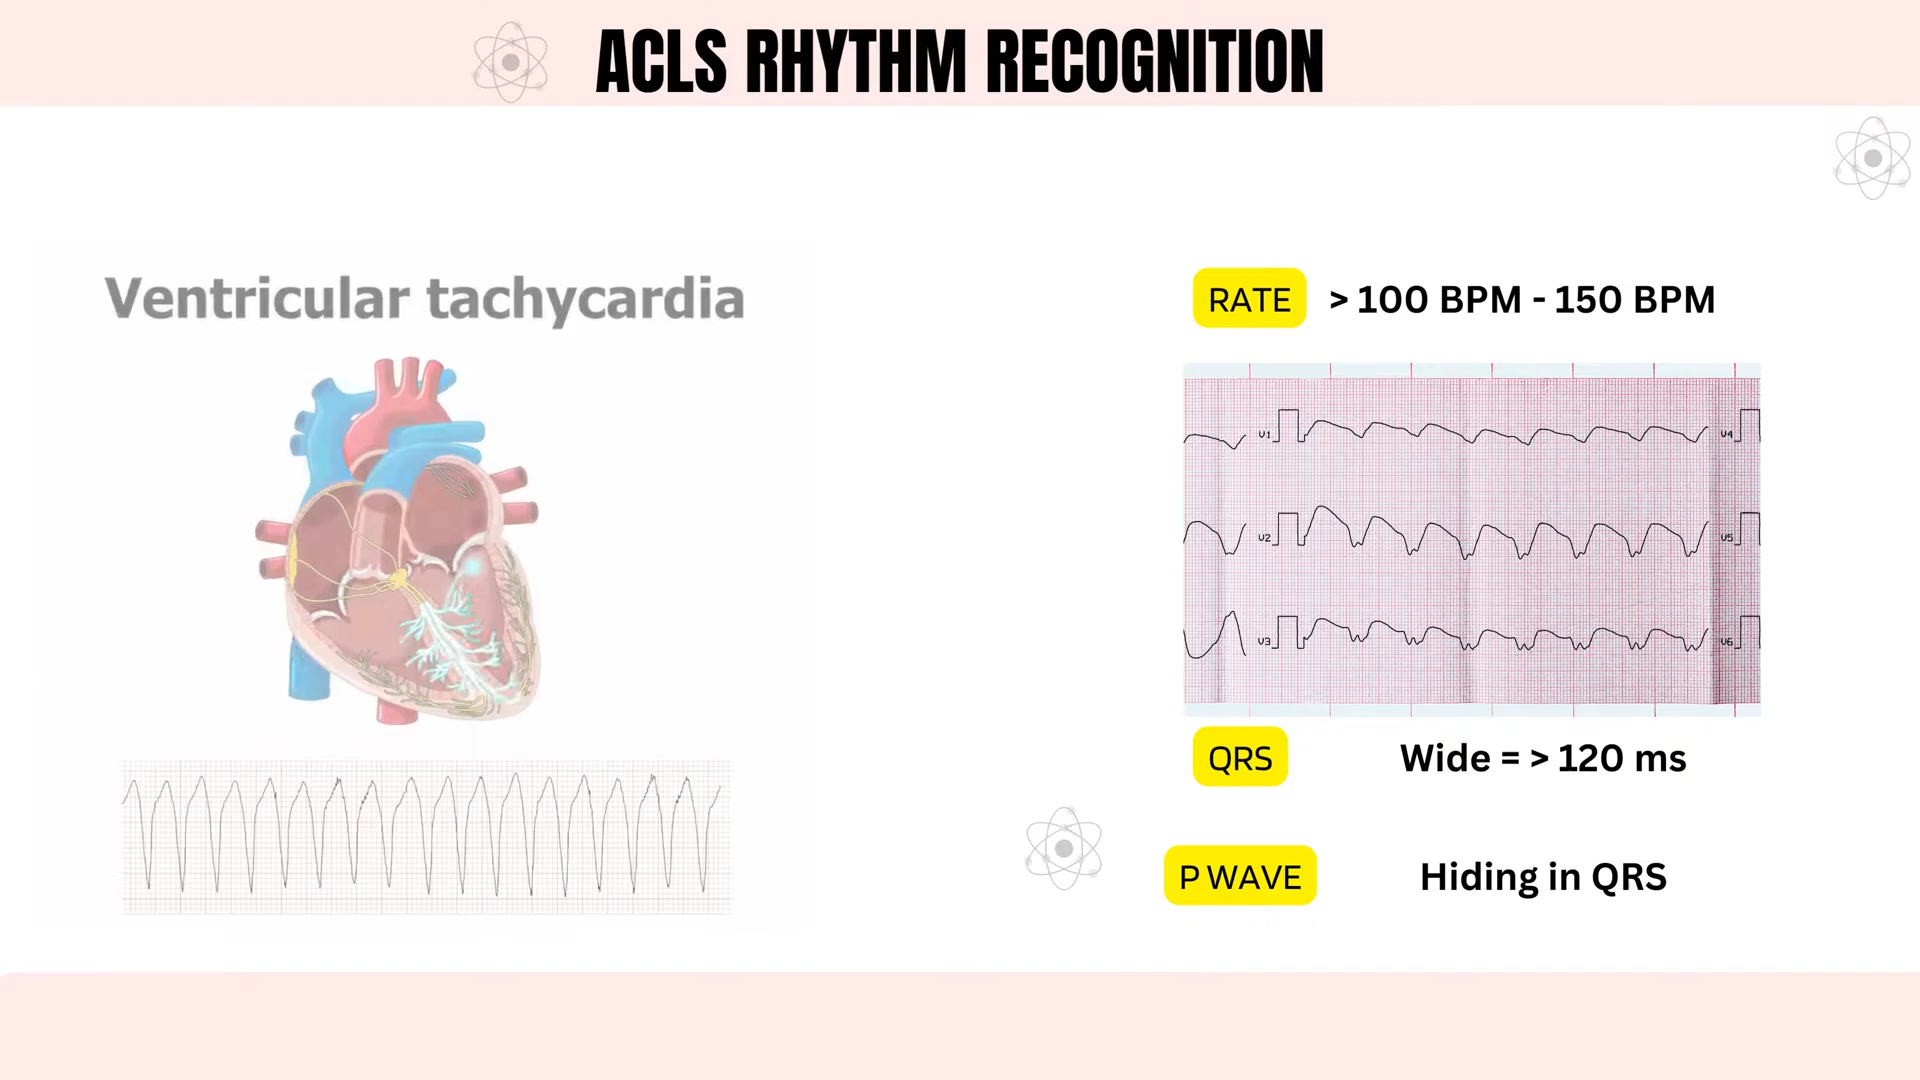 ACLS RHYTHM RECOGNITION
Ventricular tachycardia
RATE > 100 BPM - 150 BPM
V1 V4
V2 V5
V3 V6
QRS Wide = > 120 ms
P WAVE Hiding in QRS